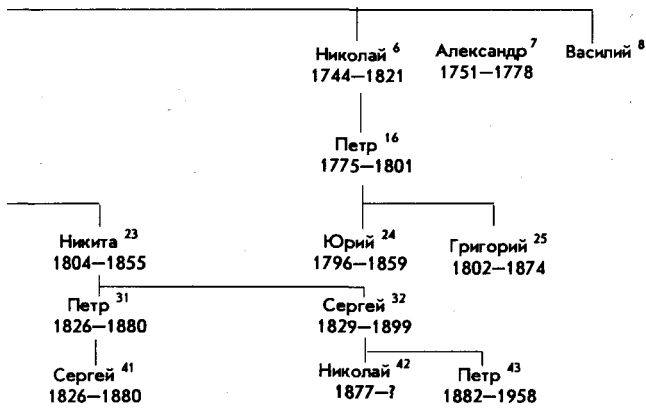 Николай 6 Александр 7 Василий 8
1744—1821 1751—1778
Петр 16
1775—1801
Никита 23 Юрий 24 Григорий 25
1804—1855 1796—1859 1802—1874
Петр 31 Сергей 32
1826—1880 1829—1899
Сергей 41 Николай 42 Петр 43
1826—1880 1877—? 1882—1958